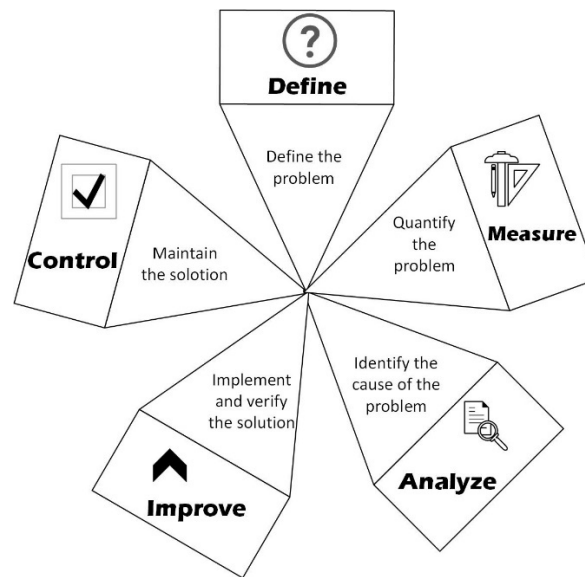 Define
Define the
problem
Measure
Quantify
the
problem
Analyze
Identify the
cause of the
problem
Improve
Implement
and verify
the solution
Control
Maintain
the solotion